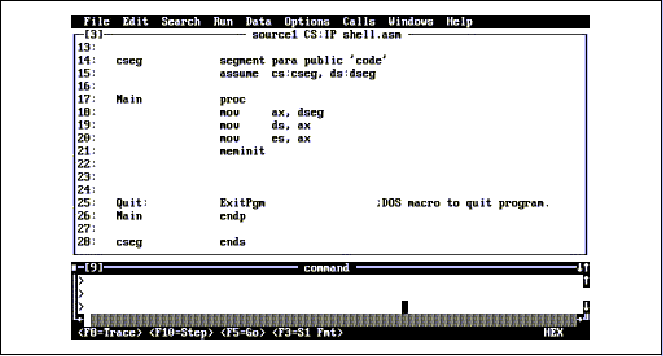 File Edit Search Run Data Options Calls Windows Help
[3] source1 CS:IP shell.asm
13:
14: cseg segment para public 'code'
15: assume cs:cseg, ds:dseg
16:
17: Main proc
18: mov ax, dseg
19: mov ds, ax
20: mov es, ax
21: meminit
22:
23:
24:
25: Quit: ExitPgm ;DOS macro to quit program.
26: Main endp
27:
28: cseg ends
[9] command
>
>
>
<F8=Trace> <F10=Step> <F5=Go> <F3=S1 Fmt> HEX